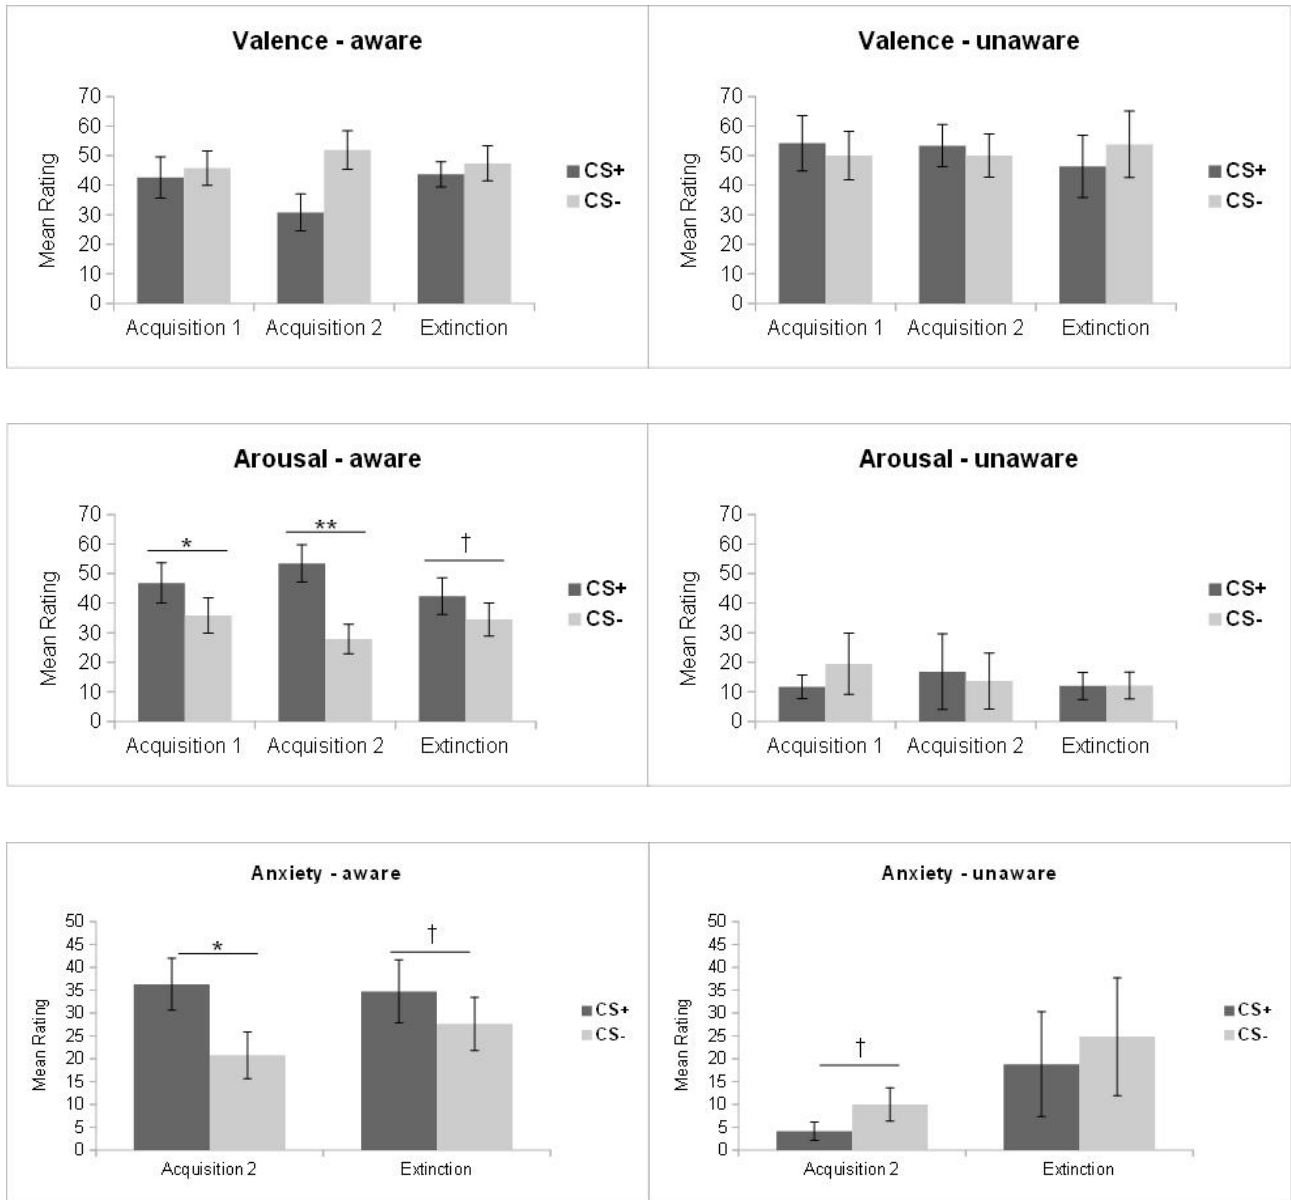 Valence - aware
70
60
50
40
30
20
10
0
Mean Rating
Acquisition 1 Acquisition 2 Extinction
CS+
CS-
Valence - unaware
70
60
50
40
30
20
10
0
Mean Rating
Acquisition 1 Acquisition 2 Extinction
CS+
CS-
Arousal - aware
70
60
50
40
30
20
10
0
Mean Rating
* ** †
Acquisition 1 Acquisition 2 Extinction
CS+
CS-
Arousal - unaware
70
60
50
40
30
20
10
0
Mean Rating
Acquisition 1 Acquisition 2 Extinction
CS+
CS-
Anxiety - aware
50
45
40
35
30
25
20
15
10
5
0
Mean Rating
* †
Acquisition 2 Extinction
CS+
CS-
Anxiety - unaware
50
45
40
35
30
25
20
15
10
5
0
Mean Rating
†
Acquisition 2 Extinction
CS+
CS-